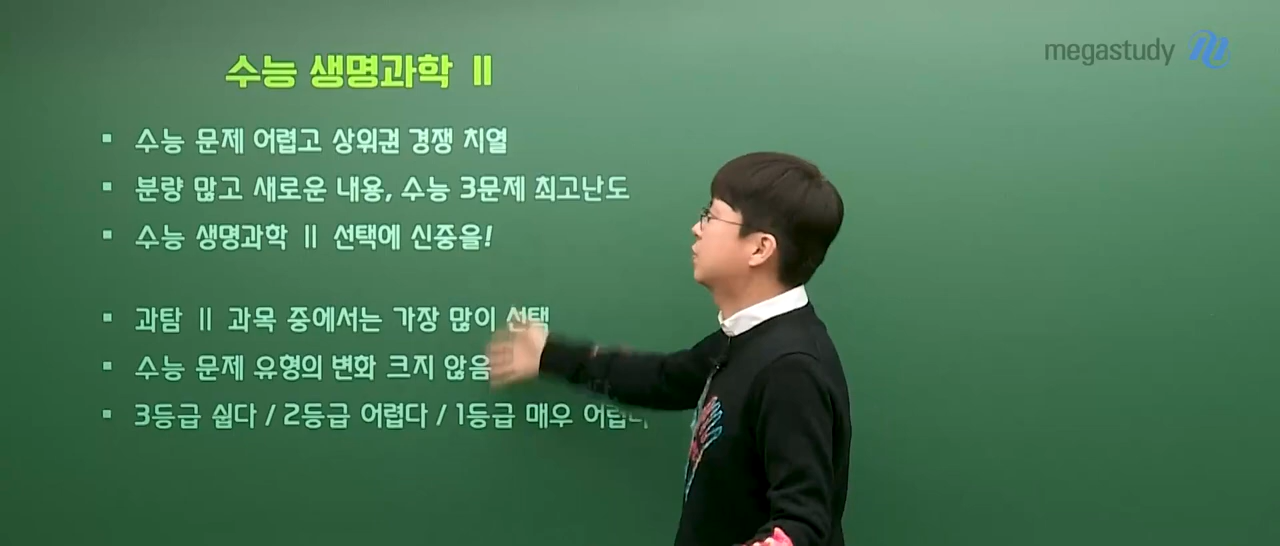 megastudy
수능 생명과학 Ⅱ
▪ 수능 문제 어렵고 상위권 경쟁 치열
▪ 분량 많고 새로운 내용, 수능 3문제 최고난도
▪ 수능 생명과학 Ⅱ 선택에 신중을!
▪ 과탐 Ⅱ 과목 중에서는 가장 많이 선택
▪ 수능 문제 유형의 변화 크지 않음
▪ 3등급 쉽다 / 2등급 어렵다 / 1등급 매우 어렵다